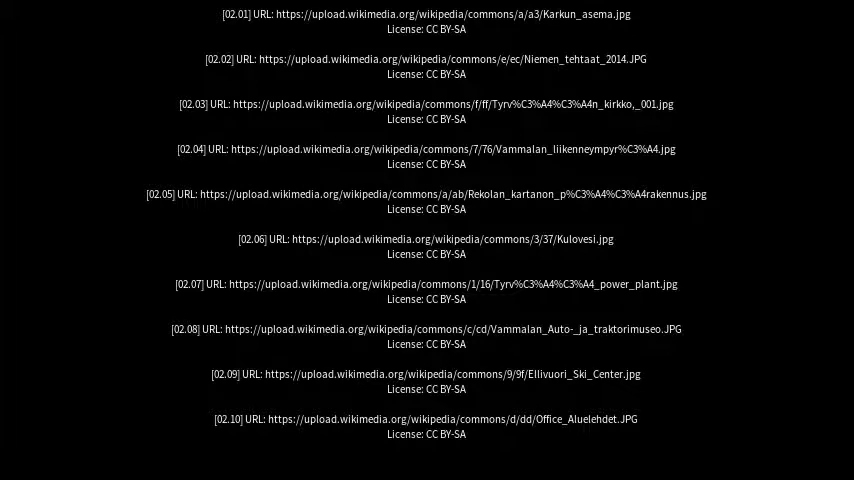 [02.01] URL: https://upload.wikimedia.org/wikipedia/commons/a/a3/Karkun_asema.jpg
License: CC BY-SA
[02.02] URL: https://upload.wikimedia.org/wikipedia/commons/e/ec/Niemen_tehtaat_2014.JPG
License: CC BY-SA
[02.03] URL: https://upload.wikimedia.org/wikipedia/commons/f/ff/Tyrv%C3%A4%C3%A4n_kirkko,_001.jpg
License: CC BY-SA
[02.04] URL: https://upload.wikimedia.org/wikipedia/commons/7/76/Vammalan_liikenneympyr%C3%A4.jpg
License: CC BY-SA
[02.05] URL: https://upload.wikimedia.org/wikipedia/commons/a/ab/Rekolan_kartanon_p%C3%A4%C3%A4rakennus.jpg
License: CC BY-SA
[02.06] URL: https://upload.wikimedia.org/wikipedia/commons/3/37/Kulovesi.jpg
License: CC BY-SA
[02.07] URL: https://upload.wikimedia.org/wikipedia/commons/1/16/Tyrv%C3%A4%C3%A4_power_plant.jpg
License: CC BY-SA
[02.08] URL: https://upload.wikimedia.org/wikipedia/commons/c/cd/Vammalan_Auto-_ja_traktorimuseo.JPG
License: CC BY-SA
[02.09] URL: https://upload.wikimedia.org/wikipedia/commons/9/9f/Ellivuori_Ski_Center.jpg
License: CC BY-SA
[02.10] URL: https://upload.wikimedia.org/wikipedia/commons/d/dd/Office_Aluelehdet.JPG
License: CC BY-SA